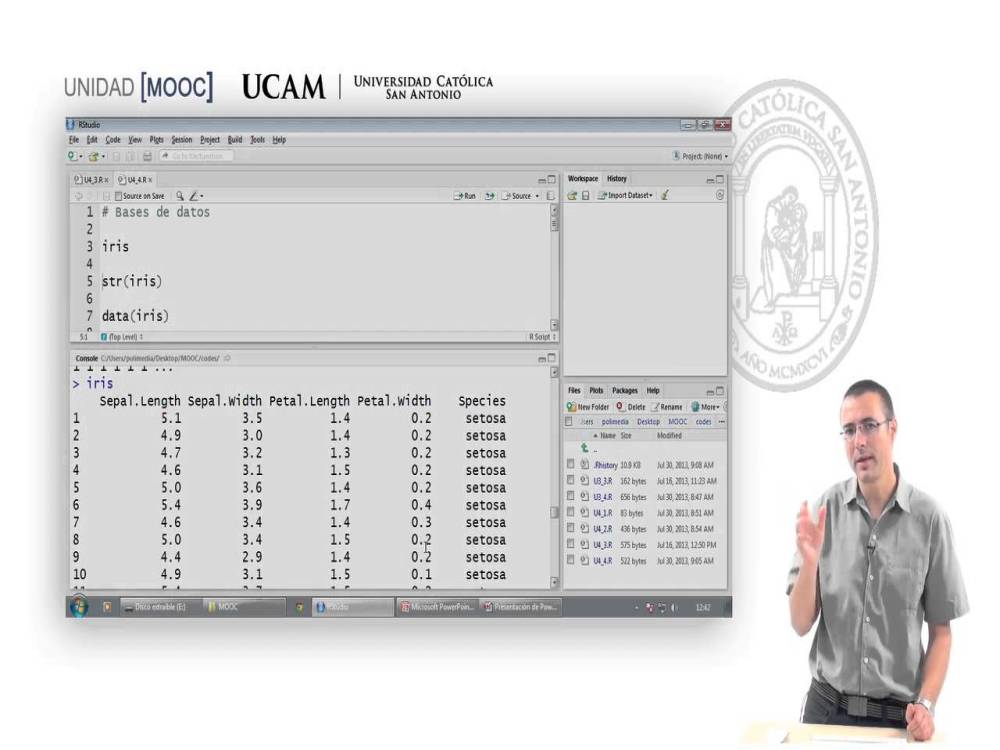 UNIDAD [MOOC] UCAM UNIVERSIDAD CATÓLICA
SAN ANTONIO
CATÓLICA SAN ANTONIO
AÑO MCMXCVI
RStudio
File Edit Code View Plots Session Project Build Tools Help
Go to file/function
Project: (None)
U4_3.R × U4_4.R ×
Source on Save Run Source
1 # Bases de datos
2
3 iris
4
5 str(iris)
6
7 data(iris)
5:1 (Top Level) R Script
Workspace History
Import Dataset
Console C:/Users/polimedia/Desktop/MOOC/codes/
> iris
Sepal.Length Sepal.Width Petal.Length Petal.Width Species
1 5.1 3.5 1.4 0.2 setosa
2 4.9 3.0 1.4 0.2 setosa
3 4.7 3.2 1.3 0.2 setosa
4 4.6 3.1 1.5 0.2 setosa
5 5.0 3.6 1.4 0.2 setosa
6 5.4 3.9 1.7 0.4 setosa
7 4.6 3.4 1.4 0.3 setosa
8 5.0 3.4 1.5 0.2 setosa
9 4.4 2.9 1.4 0.2 setosa
10 4.9 3.1 1.5 0.1 setosa
Files Plots Packages Help
New Folder Delete Rename More
polimedia Desktop MOOC codes
Name Size Modified
..
.Rhistory 10.8 KB Jul 30, 2013, 9:08 AM
U3_3.R 162 bytes Jul 16, 2013, 11:23 AM
U3_4.R 656 bytes Jul 30, 2013, 8:47 AM
U4_1.R 83 bytes Jul 30, 2013, 8:51 AM
U4_2.R 436 bytes Jul 30, 2013, 8:54 AM
U4_3.R 575 bytes Jul 16, 2013, 12:50 PM
U4_4.R 522 bytes Jul 30, 2013, 9:05 AM
Disco extraíble (E:) MOOC RStudio Microsoft PowerPoin... Presentación de Pow... 12:42